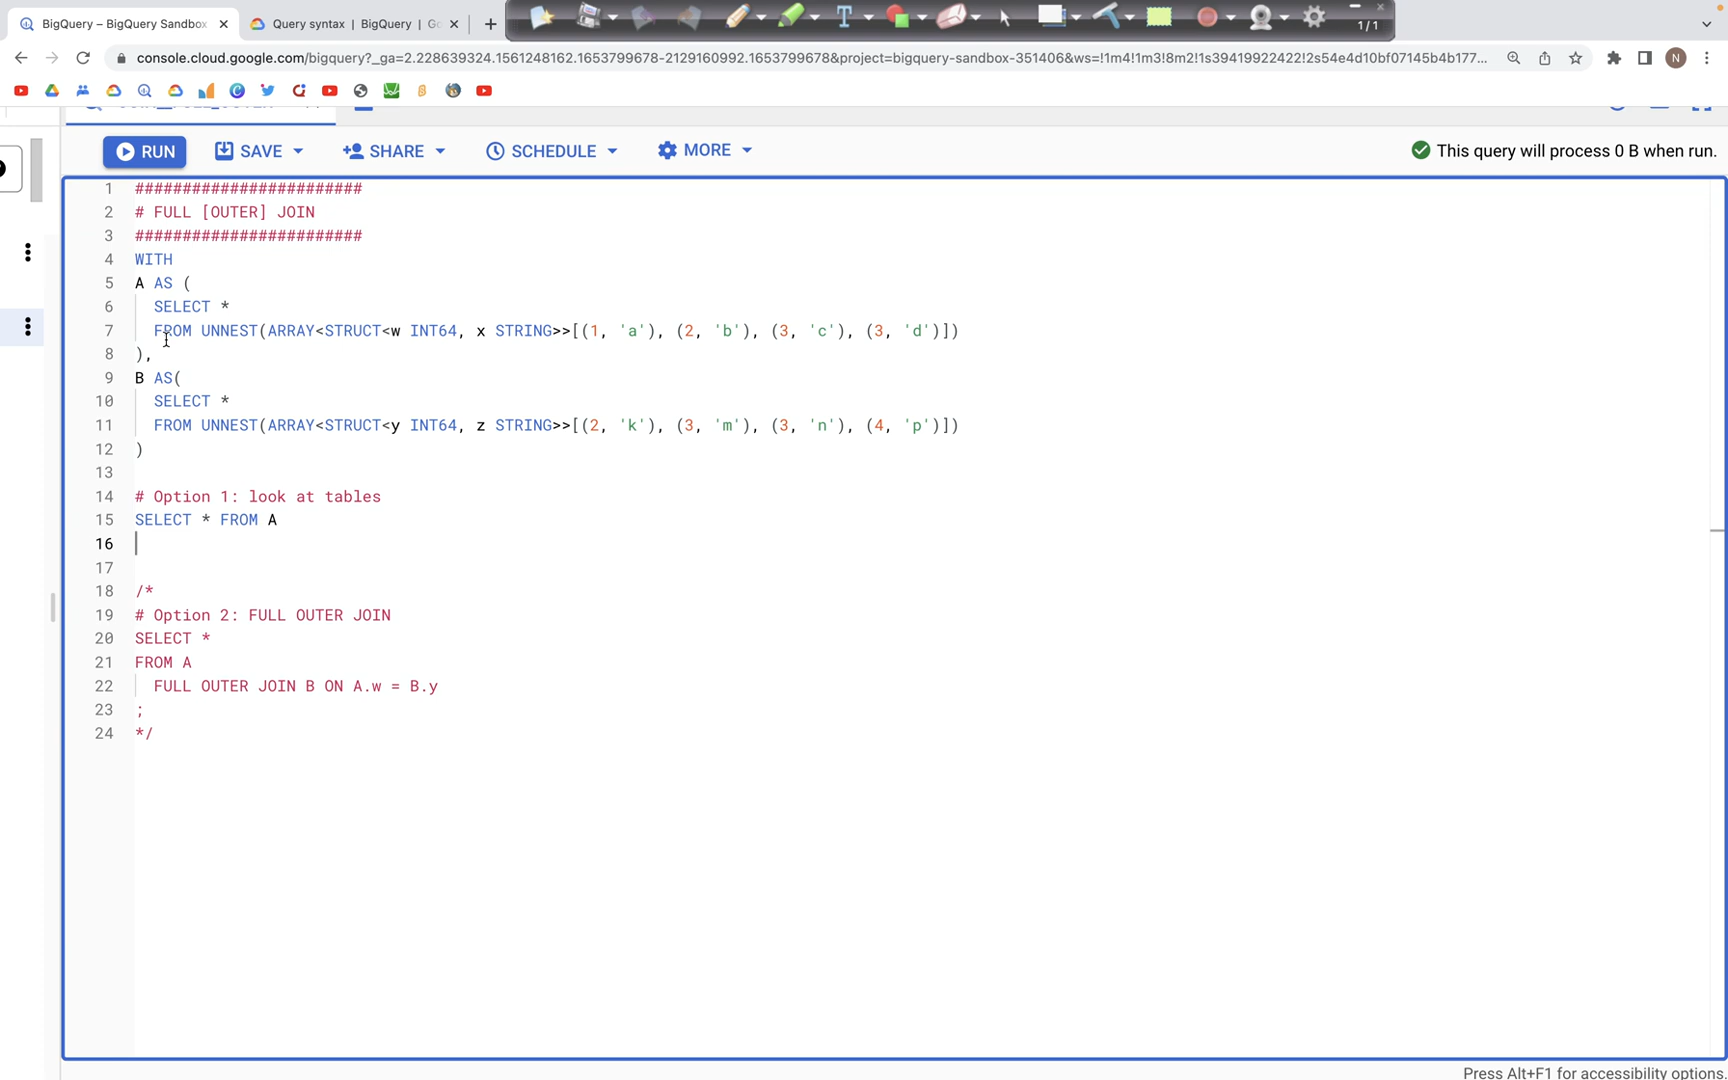 BigQuery – BigQuery Sandbox
Query syntax | BigQuery | Go
1/1
console.cloud.google.com/bigquery?_ga=2.228639324.1561248162.1653799678-2129160992.1653799678&project=bigquery-sandbox-351406&ws=!1m4!1m3!8m2!1s39419922422!2s54e4d10bf07145b4b177...
N
RUN
SAVE
SHARE
SCHEDULE
MORE
This query will process 0 B when run.
1 ########################
2 # FULL [OUTER] JOIN
3 ########################
4 WITH
5 A AS (
6 SELECT *
7 FROM UNNEST(ARRAY<STRUCT<w INT64, x STRING>>[(1, 'a'), (2, 'b'), (3, 'c'), (3, 'd')])
8 ),
9 B AS(
10 SELECT *
11 FROM UNNEST(ARRAY<STRUCT<y INT64, z STRING>>[(2, 'k'), (3, 'm'), (3, 'n'), (4, 'p')])
12 )
13
14 # Option 1: look at tables
15 SELECT * FROM A
16
17
18 /*
19 # Option 2: FULL OUTER JOIN
20 SELECT *
21 FROM A
22 FULL OUTER JOIN B ON A.w = B.y
23 ;
24 */
Press Alt+F1 for accessibility options.